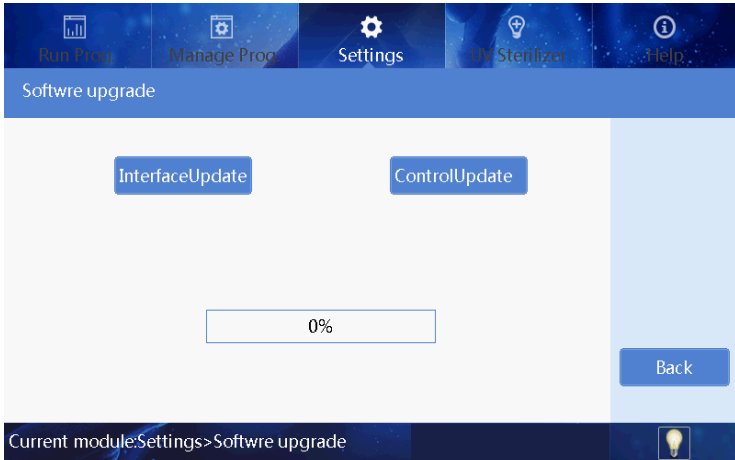 Run Prog
Manage Prog
Settings
UV Sterilizer
Help
Softwre upgrade
InterfaceUpdate
ControlUpdate
0%
Back
Current module:Settings>Softwre upgrade